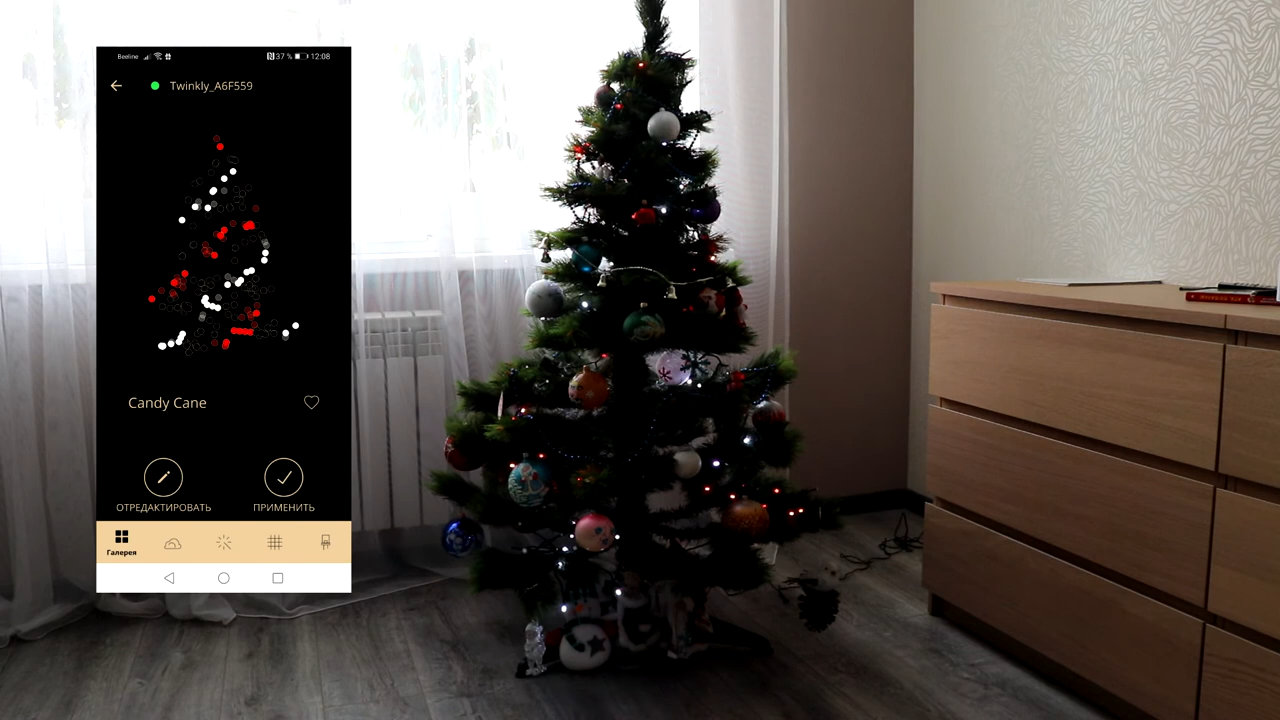 Beeline
37 % 12:08
Twinkly_A6F559
Candy Cane
ОТРЕДАКТИРОВАТЬ
ПРИМЕНИТЬ
Галерея